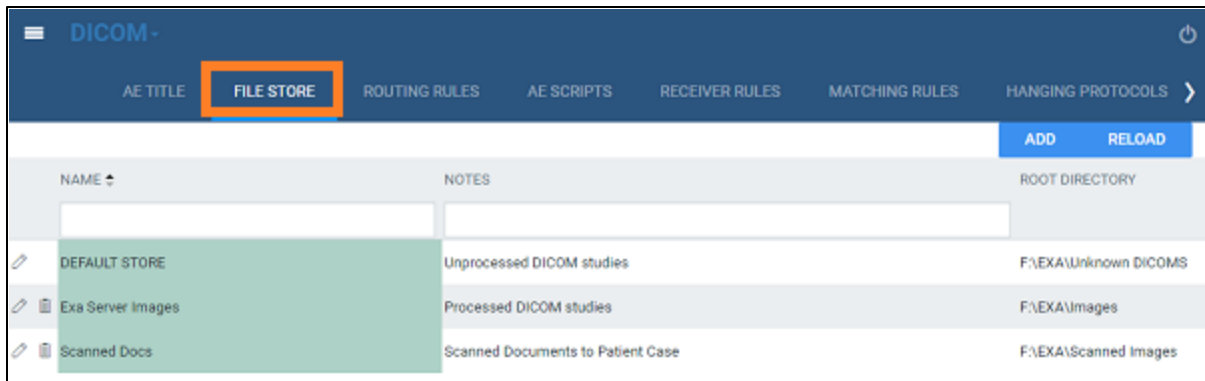 DICOM
AE TITLE FILE STORE ROUTING RULES AE SCRIPTS RECEIVER RULES MATCHING RULES HANGING PROTOCOLS
ADD RELOAD
NAME NOTES ROOT DIRECTORY
DEFAULT STORE Unprocessed DICOM studies F:\EXA\Unknown DICOMS
Exa Server Images Processed DICOM studies F:\EXA\Images
Scanned Docs Scanned Documents to Patient Case F:\EXA\Scanned Images